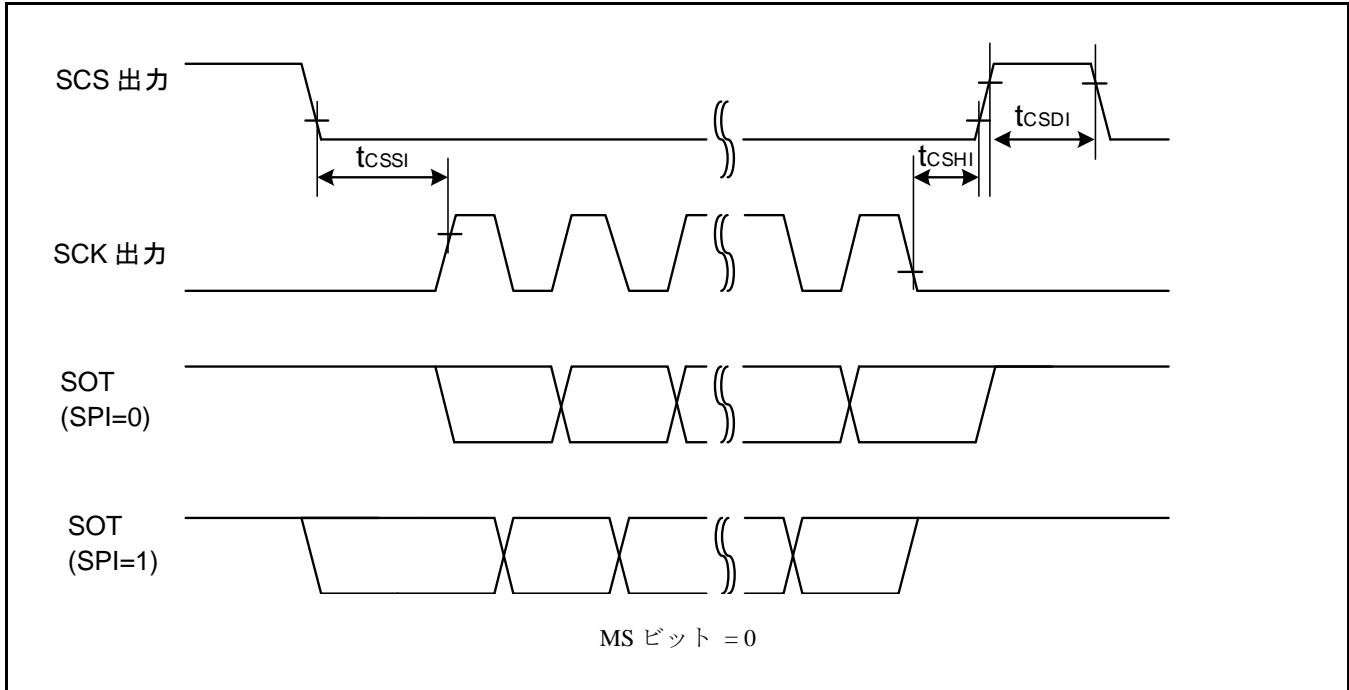 SCS 出力
tCSDI
tCSSI
tCSHI
SCK 出力
SOT
(SPI=0)
SOT
(SPI=1)
MS ビット = 0